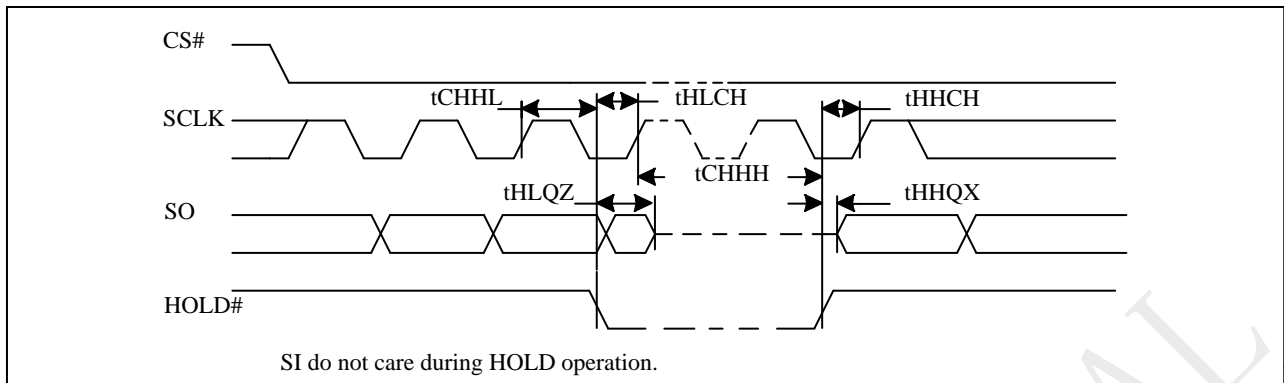 CS#
tCHHL
tHLCH
tHHCH
SCLK
tCHHH
tHLQZ
tHHQX
SO
HOLD#
SI do not care during HOLD operation.